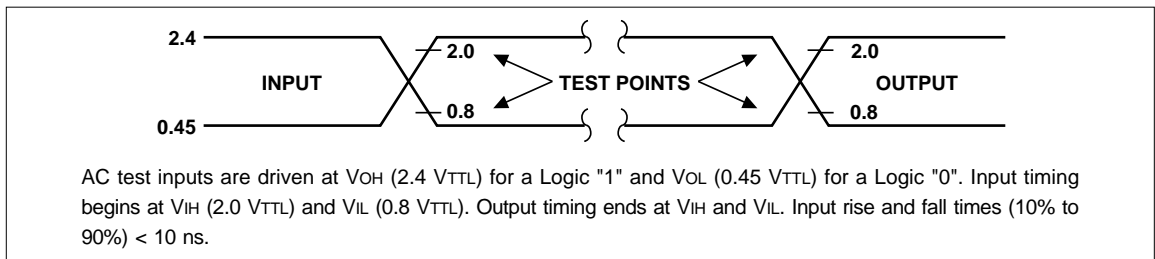 2.4
2.0
2.0
INPUT
TEST POINTS
OUTPUT
0.8
0.8
0.45
AC test inputs are driven at VOH (2.4 VTTL) for a Logic "1" and VOL (0.45 VTTL) for a Logic "0". Input timing
begins at VIH (2.0 VTTL) and VIL (0.8 VTTL). Output timing ends at VIH and VIL. Input rise and fall times (10% to
90%) < 10 ns.